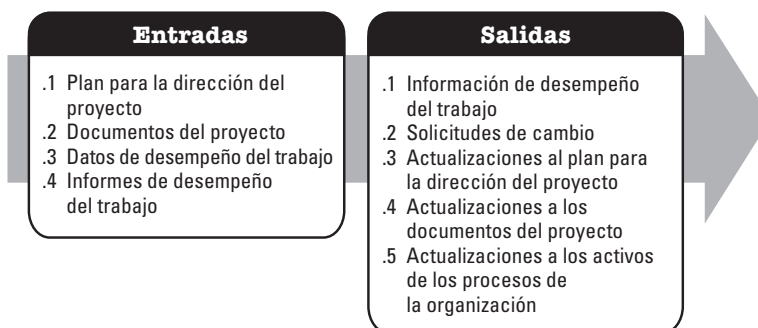 Entradas
.1 Plan para la dirección del
proyecto
.2 Documentos del proyecto
.3 Datos de desempeño del trabajo
.4 Informes de desempeño
del trabajo
Salidas
.1 Información de desempeño
del trabajo
.2 Solicitudes de cambio
.3 Actualizaciones al plan para
la dirección del proyecto
.4 Actualizaciones a los
documentos del proyecto
.5 Actualizaciones a los activos
de los procesos de
la organización